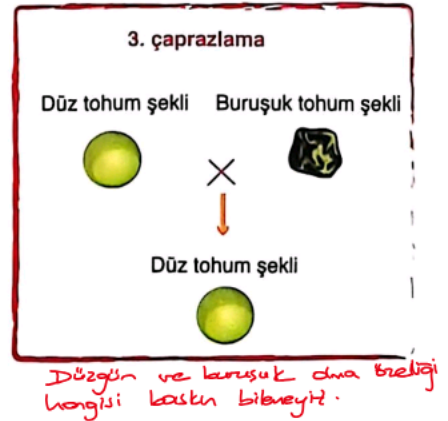 3. çaprazlama
Düz tohum şekli Buruşuk tohum şekli
Düz tohum şekli
Düzgün ve buruşuk olma özelliği
hangisi baskın bilmeyiz.